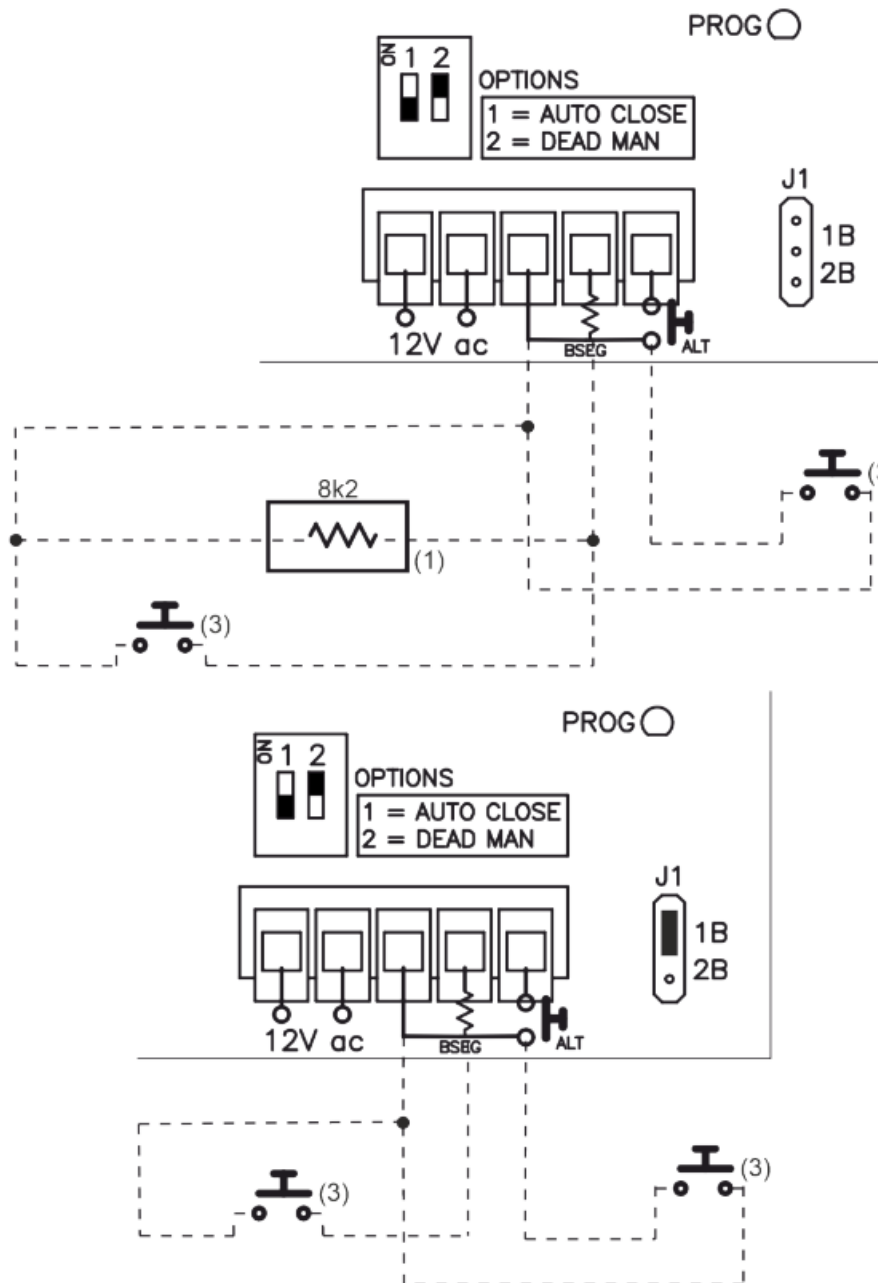 PROG
ON 1 2
OPTIONS
1 = AUTO CLOSE
2 = DEAD MAN
J1
1B
2B
12V ac
BSEG
ALT
8k2
(1)
(3)
PROG
ON 1 2
OPTIONS
1 = AUTO CLOSE
2 = DEAD MAN
J1
1B
2B
12V ac
BSEG
ALT
(3)
(3)